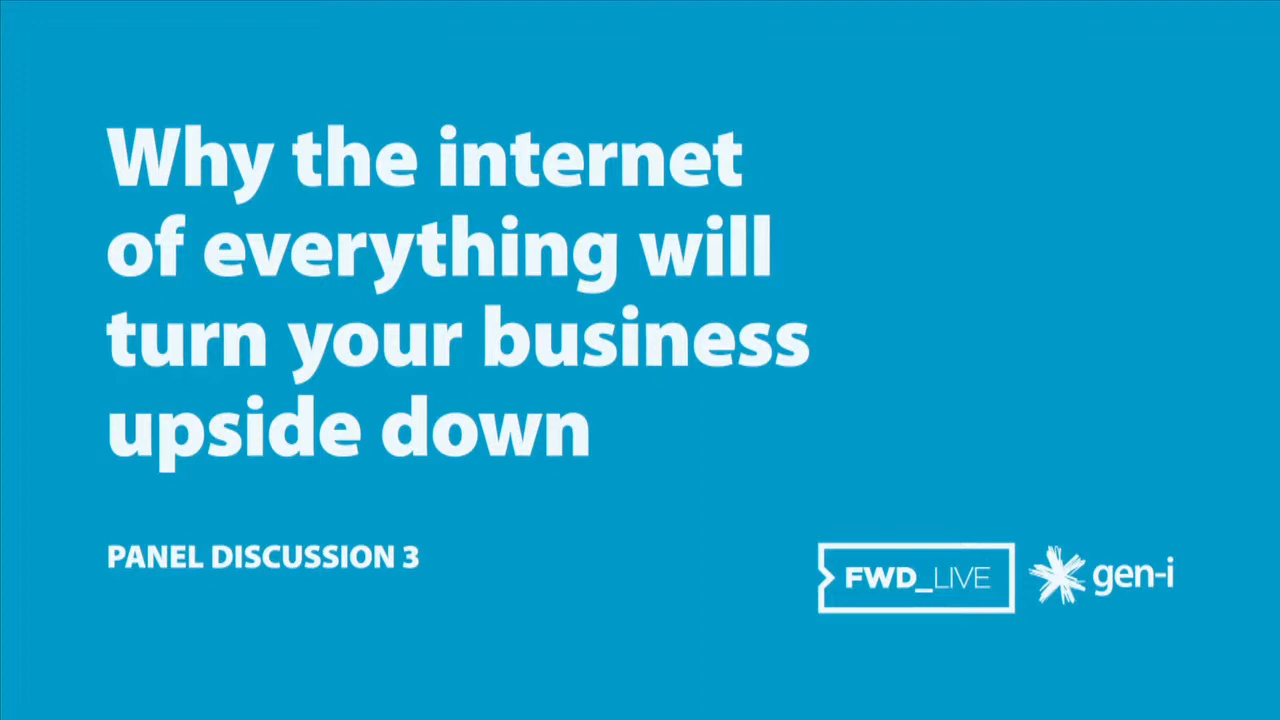 Why the internet
of everything will
turn your business
upside down
PANEL DISCUSSION 3
FWD_LIVE
gen-i